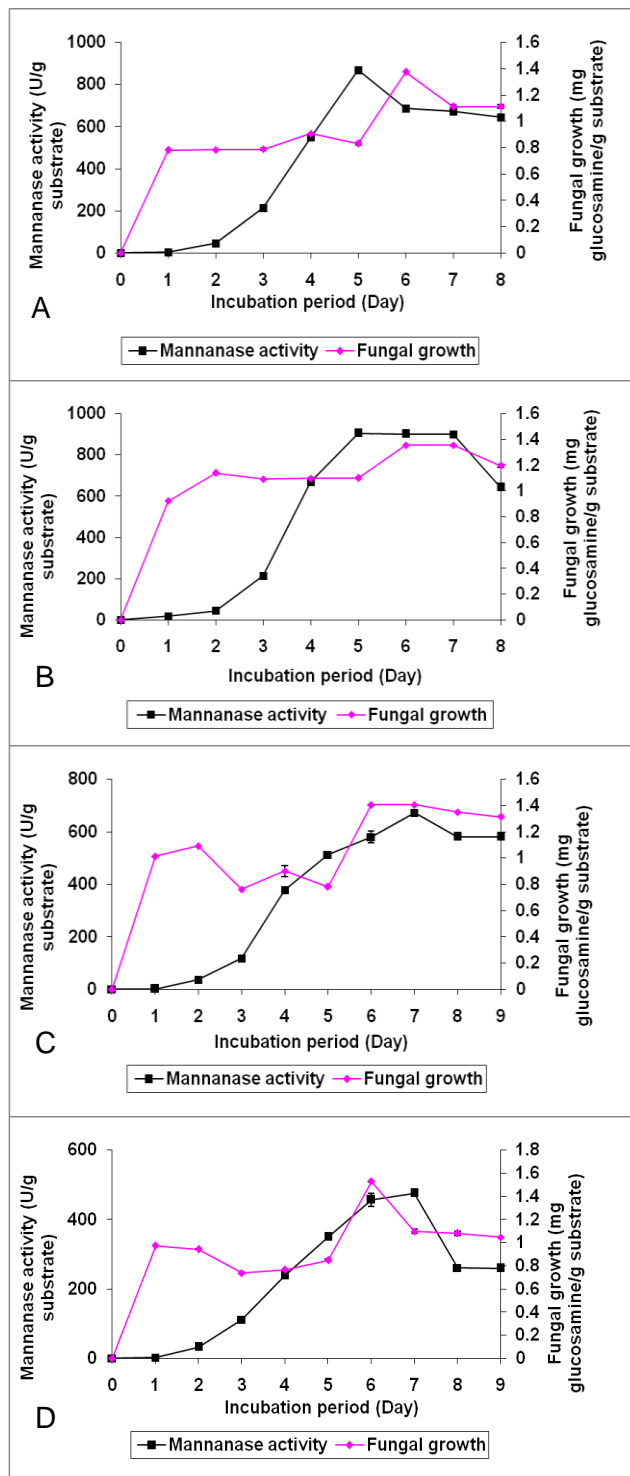 1000
800
600
400
200
0
1.6
1.4
1.2
1
0.8
0.6
0.4
0.2
0
0 1 2 3 4 5 6 7 8
Mannanase activity (U/g
substrate)
Fungal growth (mg
glucosamine/g substrate)
Incubation period (Day)
A
Mannanase activity Fungal growth
1000
800
600
400
200
0
1.6
1.4
1.2
1
0.8
0.6
0.4
0.2
0
0 1 2 3 4 5 6 7 8
Mannanase activity (U/g
substrate)
Fungal growth (mg
glucosamine/g substrate)
Incubation period (Day)
B
Mannanase activity Fungal growth
800
600
400
200
0
1.6
1.4
1.2
1
0.8
0.6
0.4
0.2
0
0 1 2 3 4 5 6 7 8 9
Mannanase activity (U/g
substrate)
Fungal growth (mg
glucosamine/g substrate)
Incubation period (Day)
C
Mannanase activity Fungal growth
600
400
200
0
1.8
1.6
1.4
1.2
1
0.8
0.6
0.4
0.2
0
0 1 2 3 4 5 6 7 8 9
Mannanase activity (U/g
substrate)
Fungal growth (mg
glucosamine/g substrate)
Incubation period (Day)
D
Mannanase activity Fungal growth